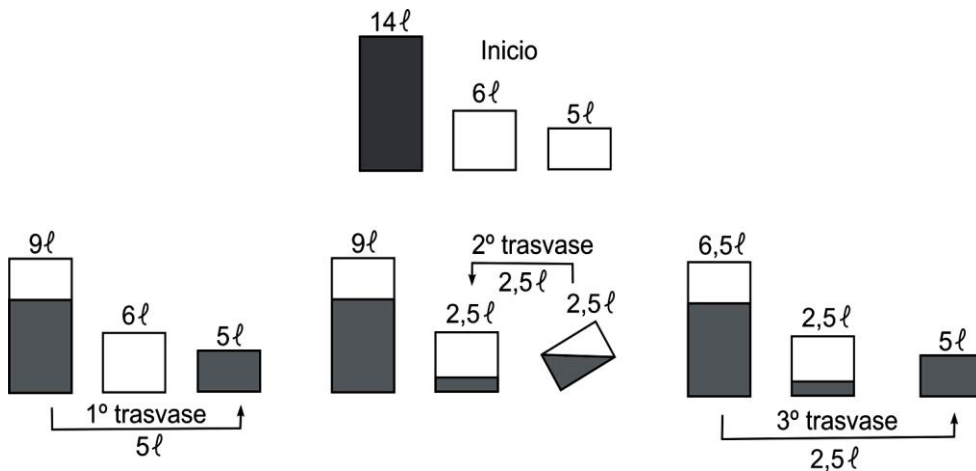 14ℓ
Inicio
6ℓ
5ℓ
9ℓ
6ℓ
5ℓ
1º trasvase
5ℓ
9ℓ
2º trasvase
2,5ℓ
2,5ℓ
2,5ℓ
6,5ℓ
2,5ℓ
5ℓ
3º trasvase
2,5ℓ